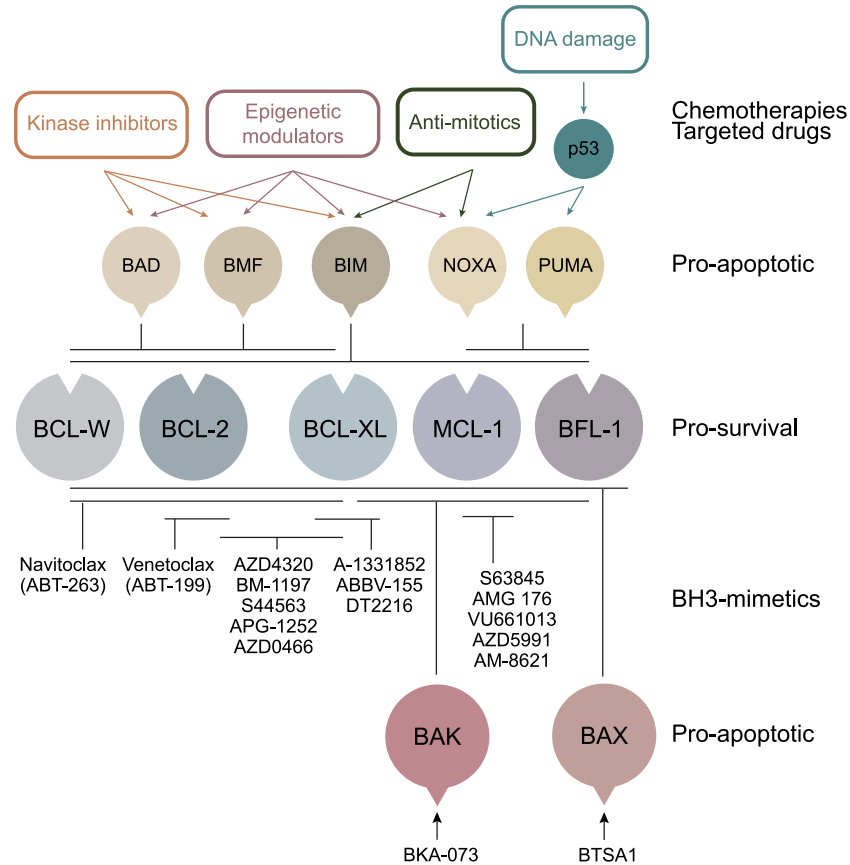 DNA damage
Kinase inhibitors
Epigenetic
modulators
Anti-mitotics
Chemotherapies
Targeted drugs
p53
BAD
BMF
BIM
NOXA
PUMA
Pro-apoptotic
BCL-W
BCL-2
BCL-XL
MCL-1
BFL-1
Pro-survival
Navitoclax
(ABT-263)
Venetoclax
(ABT-199)
AZD4320
BM-1197
S44563
APG-1252
AZD0466
A-1331852
ABBV-155
DT2216
S63845
AMG 176
VU661013
AZD5991
AM-8621
BH3-mimetics
BAK
BAX
Pro-apoptotic
BKA-073
BTSA1